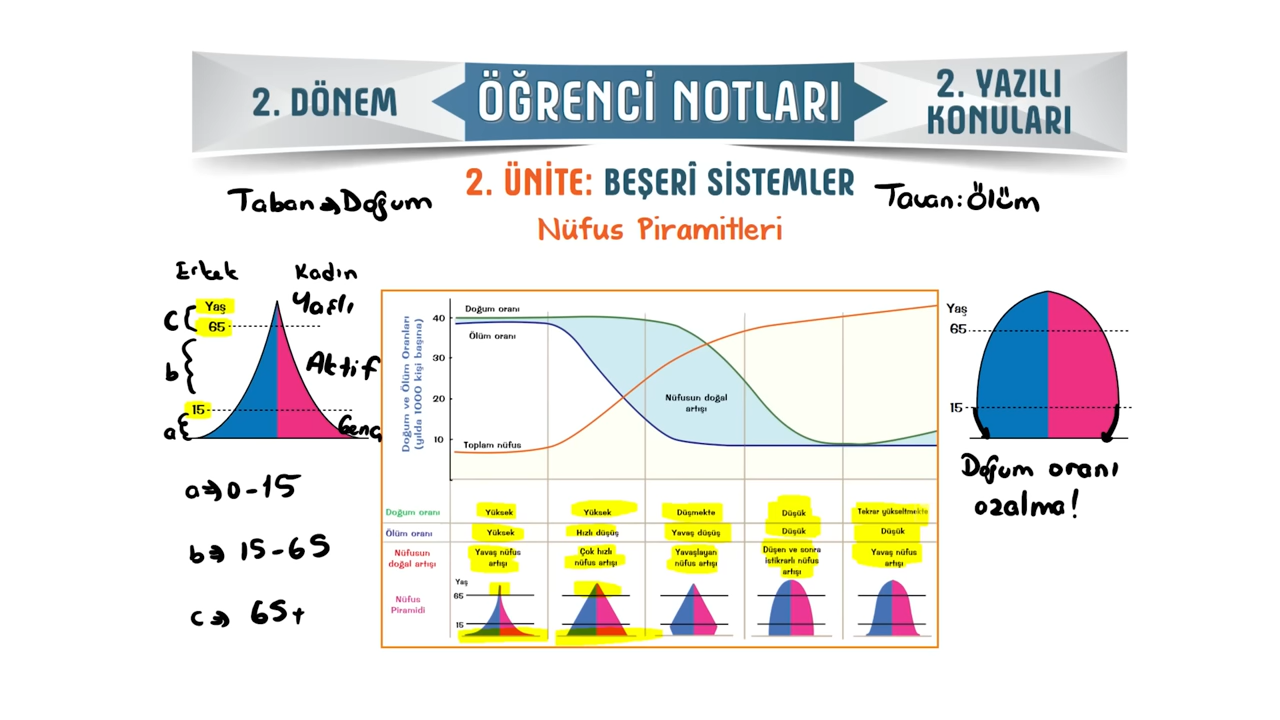 2. DÖNEM
ÖĞRENCİ NOTLARI
2. YAZILI
KONULARI
2. ÜNİTE: BEŞERÎ SİSTEMLER
Nüfus Piramitleri
Taban⇒Doğum
Tavan: Ölüm
Erkek
Kadın
Yaş
Yaşlı
c
65
b
Aktif
15
a
Genç
a⇒0-15
b⇒ 15-65
c⇒ 65+
Doğum ve Ölüm Oranları
(yılda 1000 kişi başına)
40
30
20
10
Doğum oranı
Ölüm oranı
Nüfusun doğal
artışı
Toplam nüfus
Doğum oranı
Yüksek
Yüksek
Düşmekte
Düşük
Tekrar yükseltmekte
Ölüm oranı
Yüksek
Hızlı düşüş
Yavaş düşüş
Düşük
Düşük
Nüfusun
doğal artışı
Yavaş nüfus
artışı
Çok hızlı
nüfus artışı
Yavaşlayan
nüfus artışı
Düşen ve sonra
istikrarlı nüfus
artışı
Yavaş nüfus
artışı
Nüfus
Piramidi
Yaş
65
15
Yaş
65
15
Doğum oranı
azalma!